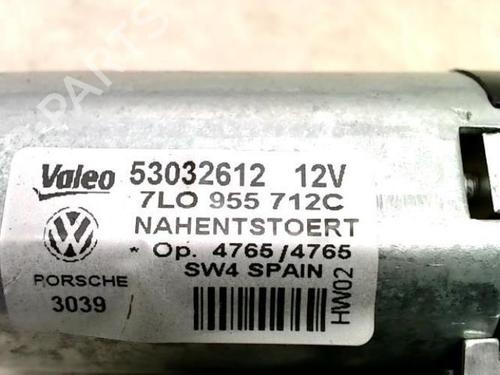 Valeo 53032612 12V
7L0 955 712C
NAHENTSTOERT
* Op. 4765/4765
SW4 SPAIN
PORSCHE
3039
HW02